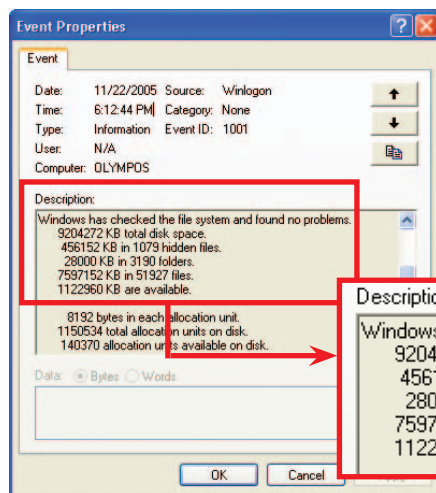 Event Properties
Event
Date: 11/22/2005 Source: Winlogon
Time: 6:12:44 PM Category: None
Type: Information Event ID: 1001
User: N/A
Computer: OLYMPOS
Description:
Windows has checked the file system and found no problems.
9204272 KB total disk space.
456152 KB in 1079 hidden files.
28000 KB in 3190 folders.
7597152 KB in 51927 files.
1122960 KB are available.
8192 bytes in each allocation unit.
1150534 total allocation units on disk.
140370 allocation units available on disk.
Data: Bytes Words
OK Cancel
Descriptio
Windows
9204
4561
280
7597
1122